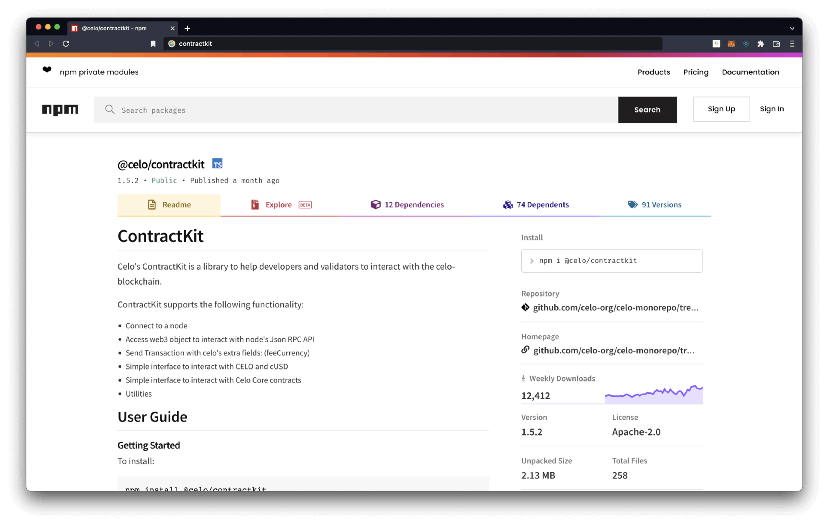 @celo/contractkit - npm
contractkit
npm private modules
Products Pricing Documentation
npm
Search packages
Search
Sign Up
Sign In
@celo/contractkit TS
1.5.2 • Public • Published a month ago
Readme
Explore BETA
12 Dependencies
74 Dependents
91 Versions
ContractKit
Celo's ContractKit is a library to help developers and validators to interact with the celo-
blockchain.
ContractKit supports the following functionality:
• Connect to a node
• Access web3 object to interact with node's Json RPC API
• Send Transaction with celo's extra fields: (feeCurrency)
• Simple interface to interact with CELO and cUSD
• Simple interface to interact with Celo Core contracts
• Utilities
User Guide
Getting Started
To install:
npm install @celo/contractkit
Install
> npm i @celo/contractkit
Repository
github.com/celo-org/celo-monorepo/tre...
Homepage
github.com/celo-org/celo-monorepo/tr...
Weekly Downloads
12,412
Version
1.5.2
License
Apache-2.0
Unpacked Size
2.13 MB
Total Files
258